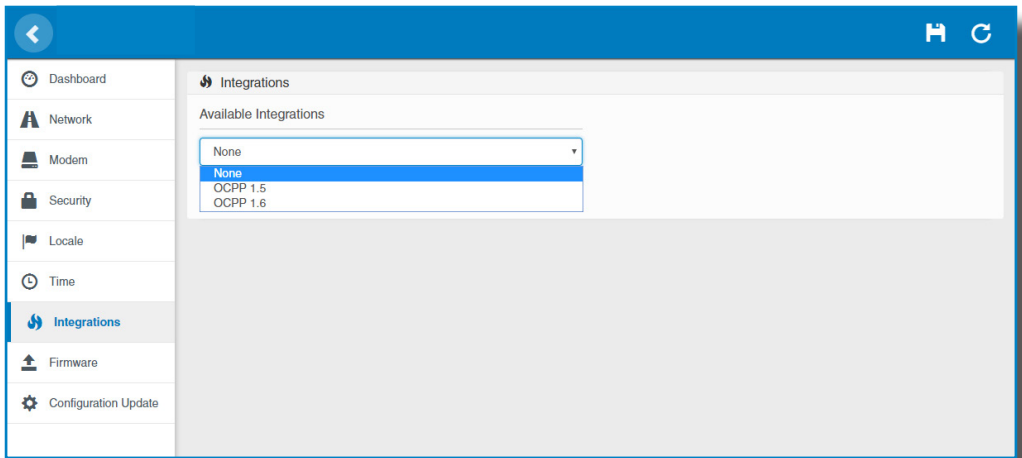 Dashboard
Network
Modem
Security
Locale
Time
Integrations
Firmware
Configuration Update
Integrations
Available Integrations
None
None
OCPP 1.5
OCPP 1.6